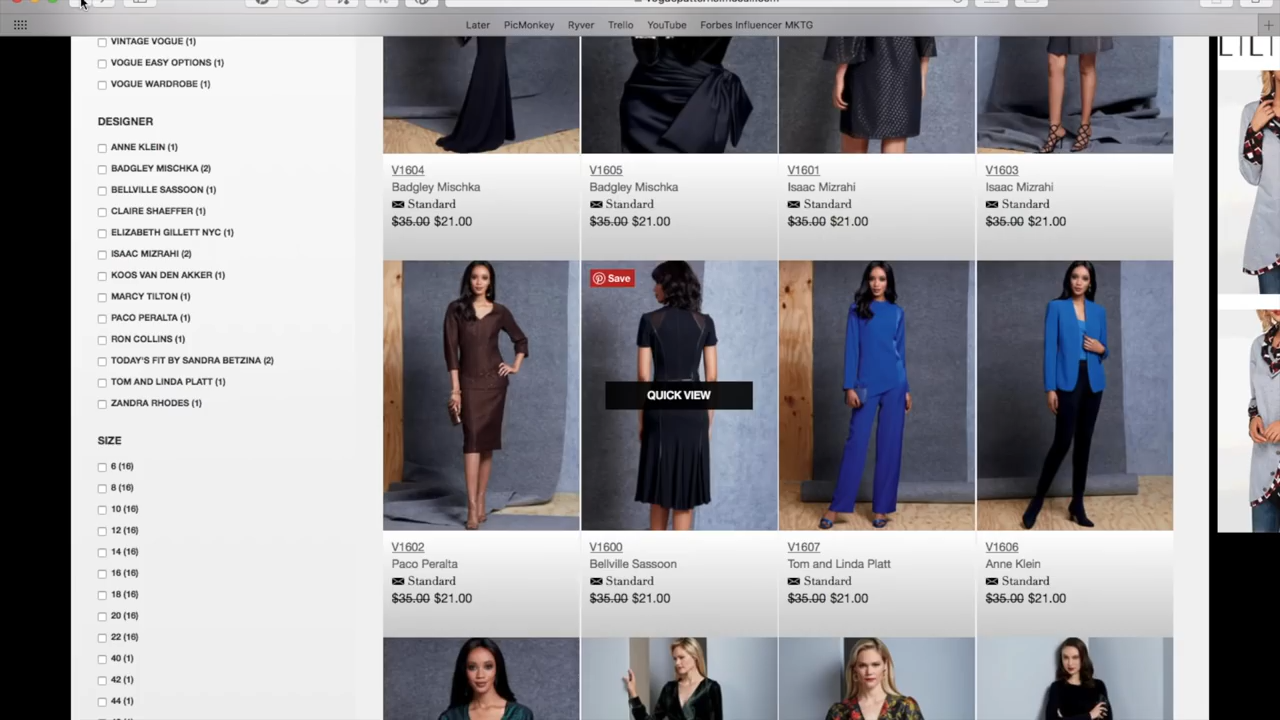 Later PicMonkey Ryver Trello YouTube Forbes Influencer MKTG
VINTAGE VOGUE (1)
VOGUE EASY OPTIONS (1)
VOGUE WARDROBE (1)
DESIGNER
ANNE KLEIN (1)
BADGLEY MISCHKA (2)
BELLVILLE SASSOON (1)
CLAIRE SHAEFFER (1)
ELIZABETH GILLETT NYC (1)
ISAAC MIZRAHI (2)
KOOS VAN DEN AKKER (1)
MARCY TILTON (1)
PACO PERALTA (1)
RON COLLINS (1)
TODAY'S FIT BY SANDRA BETZINA (2)
TOM AND LINDA PLATT (1)
ZANDRA RHODES (1)
SIZE
6 (16)
8 (16)
10 (16)
12 (16)
14 (16)
16 (16)
18 (16)
20 (16)
22 (16)
40 (1)
42 (1)
44 (1)
V1604
Badgley Mischka
Standard
$35.00 $21.00
V1605
Badgley Mischka
Standard
$35.00 $21.00
V1601
Isaac Mizrahi
Standard
$35.00 $21.00
V1603
Isaac Mizrahi
Standard
$35.00 $21.00
Save
QUICK VIEW
V1602
Paco Peralta
Standard
$35.00 $21.00
V1600
Bellville Sassoon
Standard
$35.00 $21.00
V1607
Tom and Linda Platt
Standard
$35.00 $21.00
V1606
Anne Klein
Standard
$35.00 $21.00